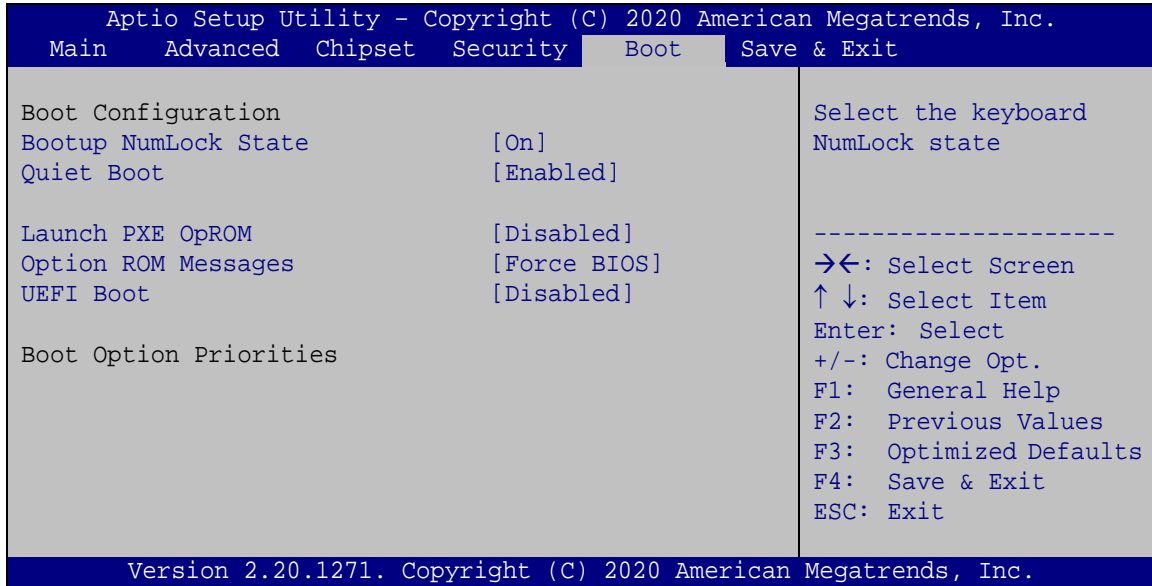 Aptio Setup Utility – Copyright (C) 2020 American Megatrends, Inc.
Main Advanced Chipset Security Boot Save & Exit
Boot Configuration
Bootup NumLock State [On]
Quiet Boot [Enabled]
Launch PXE OpROM [Disabled]
Option ROM Messages [Force BIOS]
UEFI Boot [Disabled]
Boot Option Priorities
Select the keyboard
NumLock state
---------------------
→←: Select Screen
↑ ↓: Select Item
Enter: Select
+/-: Change Opt.
F1: General Help
F2: Previous Values
F3: Optimized Defaults
F4: Save & Exit
ESC: Exit
Version 2.20.1271. Copyright (C) 2020 American Megatrends, Inc.